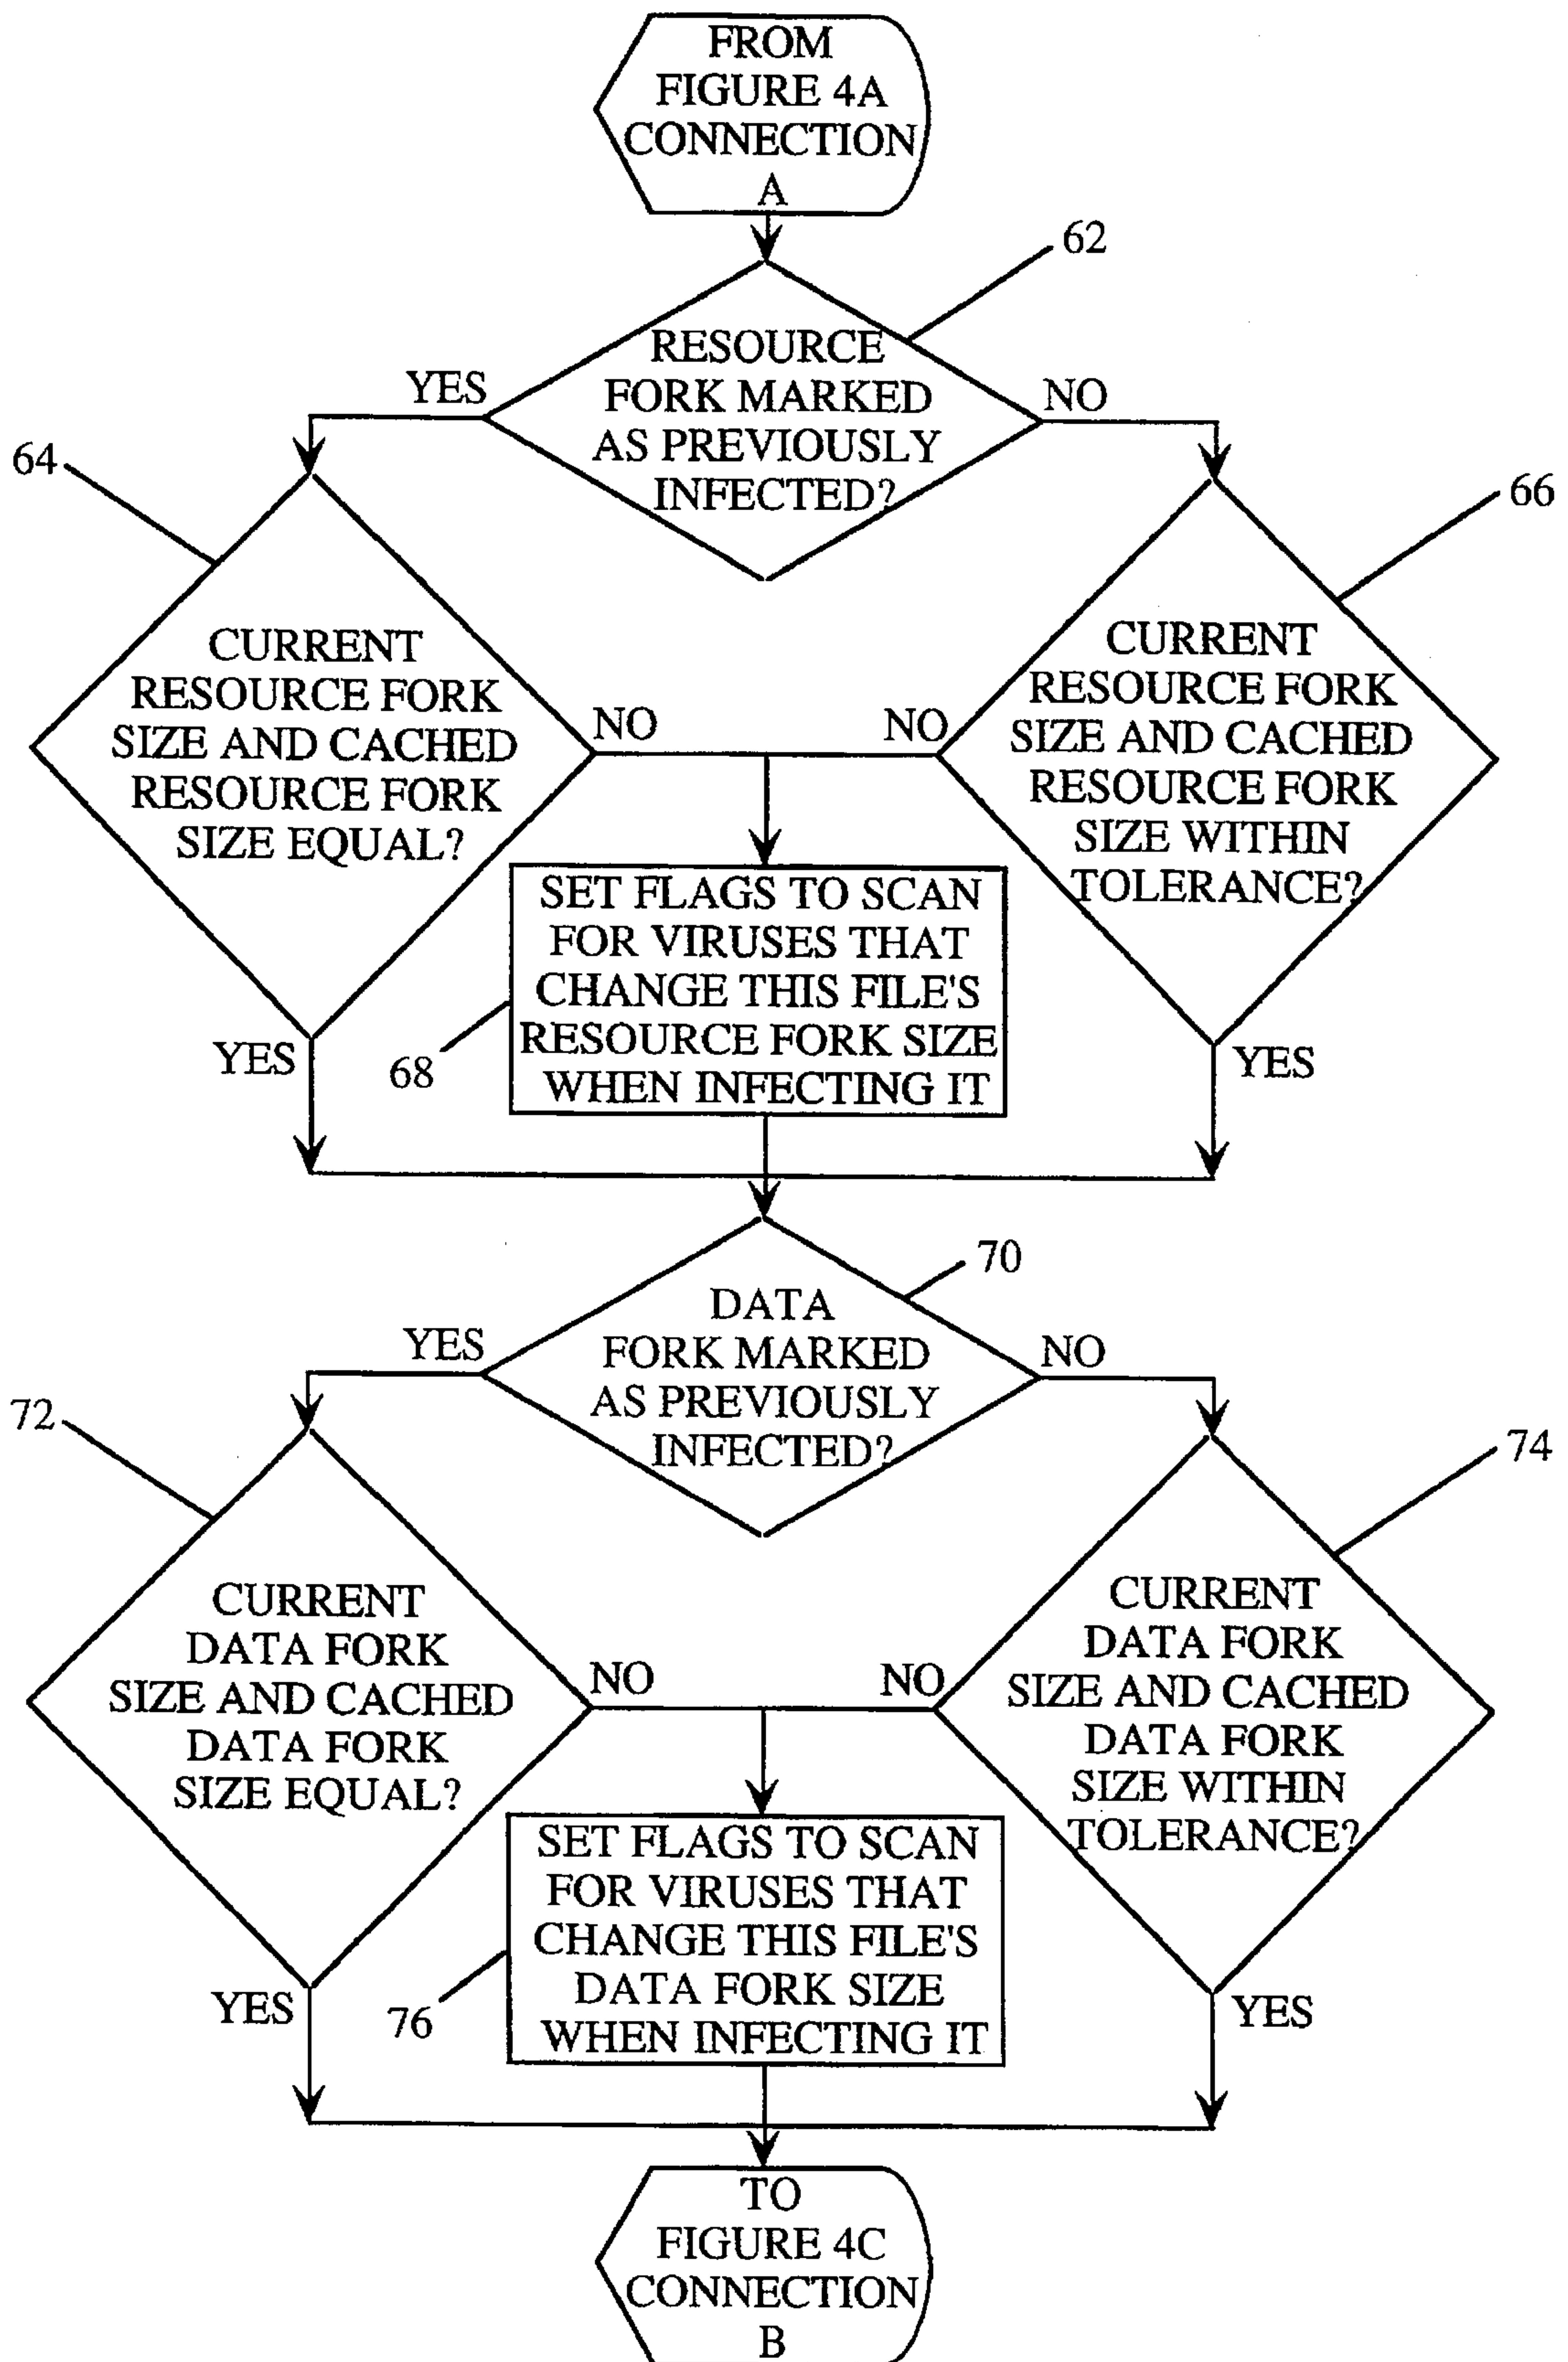 FROM
FIGURE 4A
CONNECTION
A
62
RESOURCE
FORK MARKED
AS PREVIOUSLY
INFECTED?
YES
NO
64
CURRENT
RESOURCE FORK
SIZE AND CACHED
RESOURCE FORK
SIZE EQUAL?
NO
YES
66
CURRENT
RESOURCE FORK
SIZE AND CACHED
RESOURCE FORK
SIZE WITHIN
TOLERANCE?
NO
YES
SET FLAGS TO SCAN
FOR VIRUSES THAT
CHANGE THIS FILE'S
RESOURCE FORK SIZE
WHEN INFECTING IT
68
70
DATA
FORK MARKED
AS PREVIOUSLY
INFECTED?
YES
NO
72
CURRENT
DATA FORK
SIZE AND CACHED
DATA FORK
SIZE EQUAL?
NO
YES
74
CURRENT
DATA FORK
SIZE AND CACHED
DATA FORK
SIZE WITHIN
TOLERANCE?
NO
YES
SET FLAGS TO SCAN
FOR VIRUSES THAT
CHANGE THIS FILE'S
DATA FORK SIZE
WHEN INFECTING IT
76
TO
FIGURE 4C
CONNECTION
B